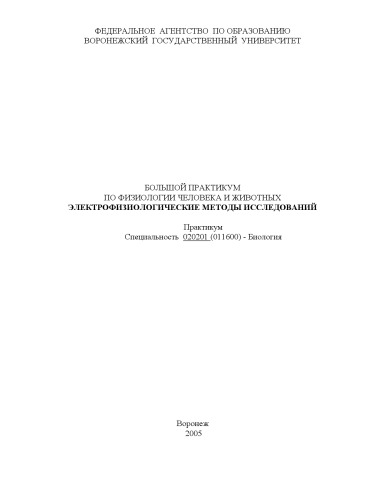 ФЕДЕРАЛЬНОЕ АГЕНТСТВО ПО ОБРАЗОВАНИЮ
ВОРОНЕЖСКИЙ ГОСУДАРСТВЕННЫЙ УНИВЕРСИТЕТ
БОЛЬШОЙ ПРАКТИКУМ
ПО ФИЗИОЛОГИИ ЧЕЛОВЕКА И ЖИВОТНЫХ
ЭЛЕКТРОФИЗИОЛОГИЧЕСКИЕ МЕТОДЫ ИССЛЕДОВАНИЙ
Практикум
Специальность 020201 (011600) - Биология
Воронеж
2005